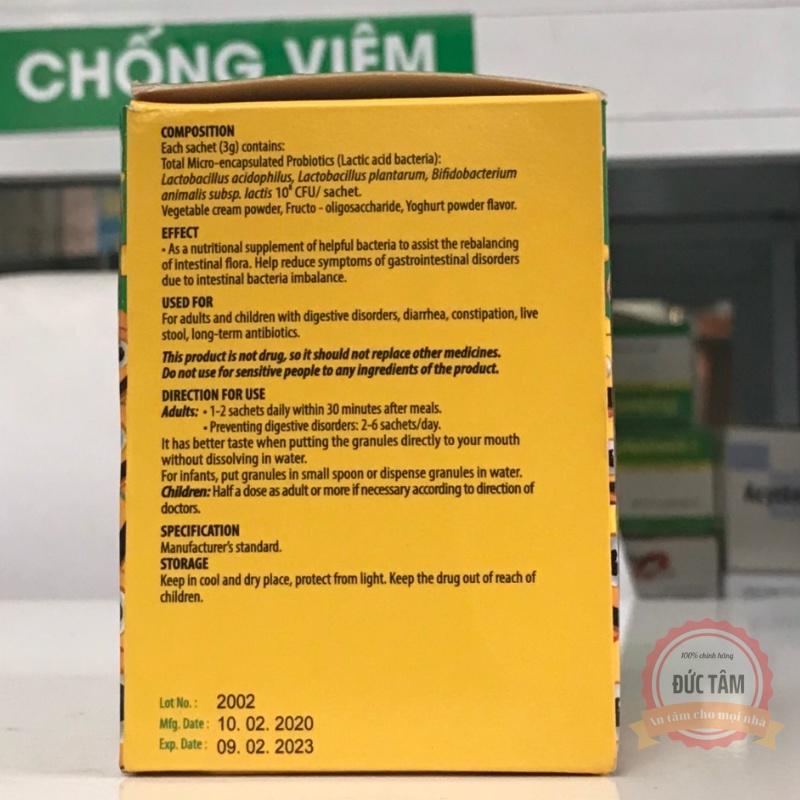 CHỐNG VIÊM
COMPOSITION
Each sachet (3g) contains:
Total Micro-encapsulated Probiotics (Lactic acid bacteria):
Lactobacillus acidophilus, Lactobacillus plantarum, Bifidobacterium
animalis subsp. lactis 10⁸ CFU/ sachet.
Vegetable cream powder, Fructo - oligosaccharide, Yoghurt powder flavor.
EFFECT
• As a nutritional supplement of helpful bacteria to assist the rebalancing
of intestinal flora. Help reduce symptoms of gastrointestinal disorders
due to intestinal bacteria imbalance.
USED FOR
For adults and children with digestive disorders, diarrhea, constipation, live
stool, long-term antibiotics.
This product is not drug, so it should not replace other medicines.
Do not use for sensitive people to any ingredients of the product.
DIRECTION FOR USE
Adults: • 1-2 sachets daily within 30 minutes after meals.
• Preventing digestive disorders: 2-6 sachets/day.
It has better taste when putting the granules directly to your mouth
without dissolving in water.
For infants, put granules in small spoon or dispense granules in water.
Children: Half a dose as adult or more if necessary according to direction of
doctors.
SPECIFICATION
Manufacturer's standard.
STORAGE
Keep in cool and dry place, protect from light. Keep the drug out of reach of
children.
Lot No.: 2002
Mfg. Date: 10. 02. 2020
Exp. Date: 09. 02. 2023
100% chính hãng
ĐỨC TÂM
An tâm cho mọi nhà